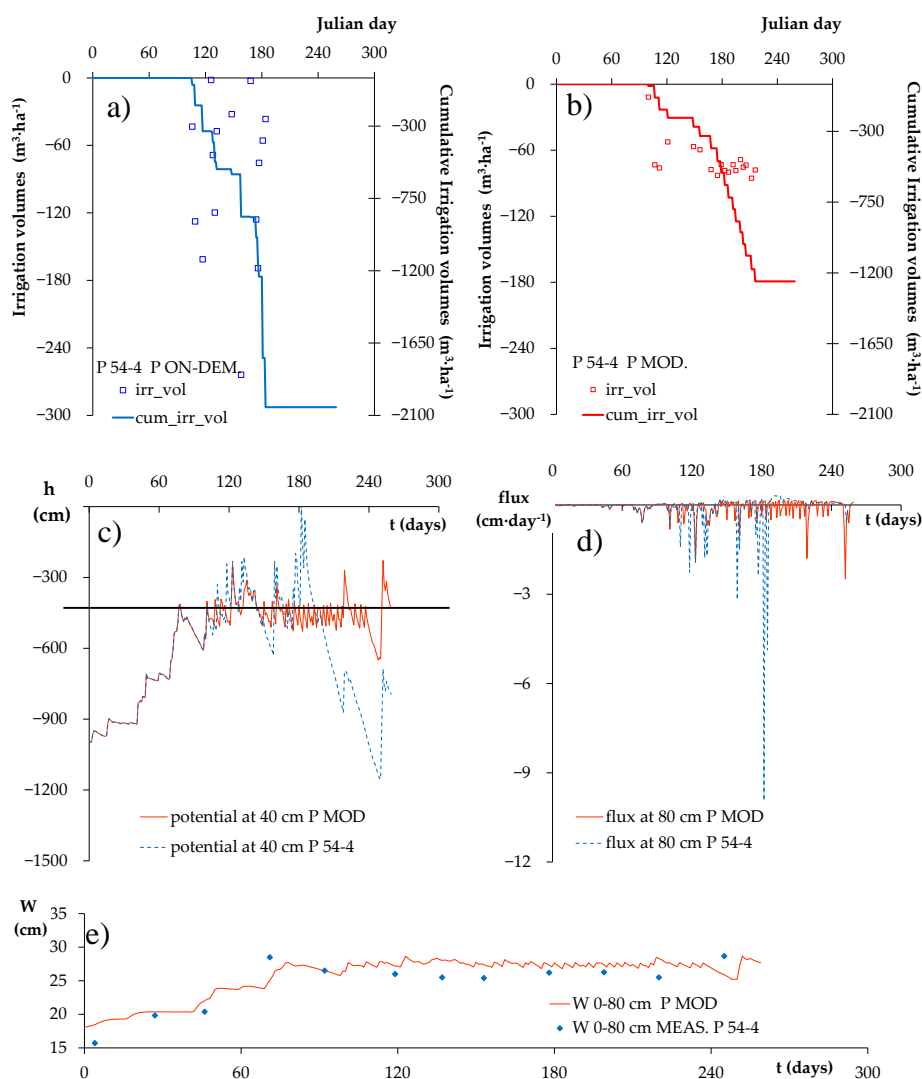 Julian day
0 60 120 180 240 300
0
−60
−120
−180
−240
−300
Irrigation volumes (m³·ha⁻¹)
−300
−750
−1200
−1650
−2100
Cumulative Irrigation volumes (m³·ha⁻¹)
a)
P 54-4 P ON-DEM.
irr_vol
cum_irr_vol
Julian day
0 60 120 180 240 300
0
−60
−120
−180
−240
−300
Irrigation volumes (m³·ha⁻¹)
−300
−750
−1200
−1650
−2100
Cumulative Irrigation volumes (m³·ha⁻¹)
b)
P 54-4 P MOD.
irr_vol
cum_irr_vol
0 60 120 180 240 300
h
(cm)
t (days)
c)
−300
−600
−900
−1200
−1500
potential at 40 cm P MOD
potential at 40 cm P 54-4
0 60 120 180 240 300
flux
(cm·day⁻¹)
t (days)
d)
−3
−6
−9
−12
flux at 80 cm P MOD
flux at 80 cm P 54-4
W
(cm)
e)
35
30
25
20
15
W 0-80 cm P MOD
W 0-80 cm MEAS. P 54-4
t (days)
0 60 120 180 240 300